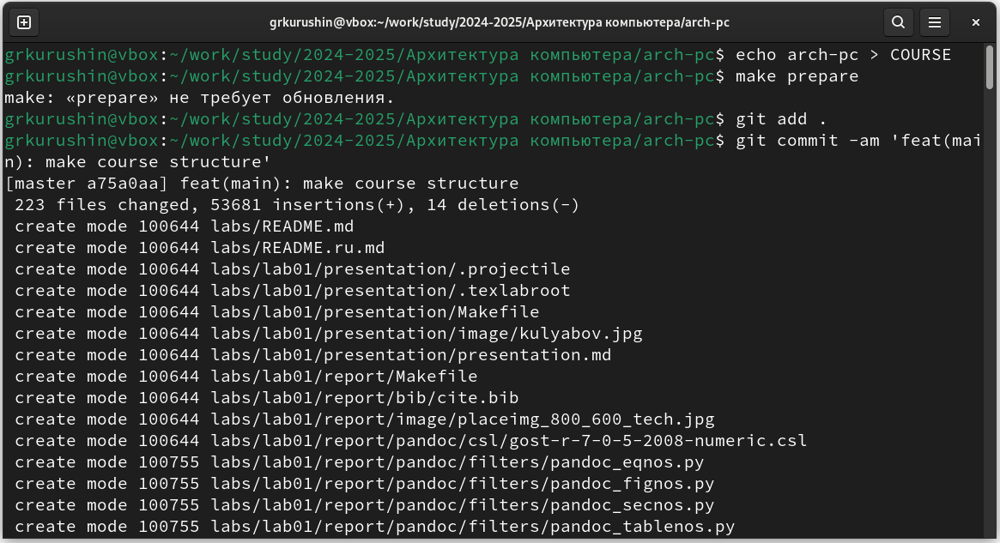 grkurushin@vbox:~/work/study/2024-2025/Архитектура компьютера/arch-pc
grkurushin@vbox:~/work/study/2024-2025/Архитектура компьютера/arch-pc$ echo arch-pc > COURSE
grkurushin@vbox:~/work/study/2024-2025/Архитектура компьютера/arch-pc$ make prepare
make: «prepare» не требует обновления.
grkurushin@vbox:~/work/study/2024-2025/Архитектура компьютера/arch-pc$ git add .
grkurushin@vbox:~/work/study/2024-2025/Архитектура компьютера/arch-pc$ git commit -am 'feat(mai
n): make course structure'
[master a75a0aa] feat(main): make course structure
 223 files changed, 53681 insertions(+), 14 deletions(-)
 create mode 100644 labs/README.md
 create mode 100644 labs/README.ru.md
 create mode 100644 labs/lab01/presentation/.projectile
 create mode 100644 labs/lab01/presentation/.texlabroot
 create mode 100644 labs/lab01/presentation/Makefile
 create mode 100644 labs/lab01/presentation/image/kulyabov.jpg
 create mode 100644 labs/lab01/presentation/presentation.md
 create mode 100644 labs/lab01/report/Makefile
 create mode 100644 labs/lab01/report/bib/cite.bib
 create mode 100644 labs/lab01/report/image/placeimg_800_600_tech.jpg
 create mode 100644 labs/lab01/report/pandoc/csl/gost-r-7-0-5-2008-numeric.csl
 create mode 100755 labs/lab01/report/pandoc/filters/pandoc_eqnos.py
 create mode 100755 labs/lab01/report/pandoc/filters/pandoc_fignos.py
 create mode 100755 labs/lab01/report/pandoc/filters/pandoc_secnos.py
 create mode 100755 labs/lab01/report/pandoc/filters/pandoc_tablenos.py